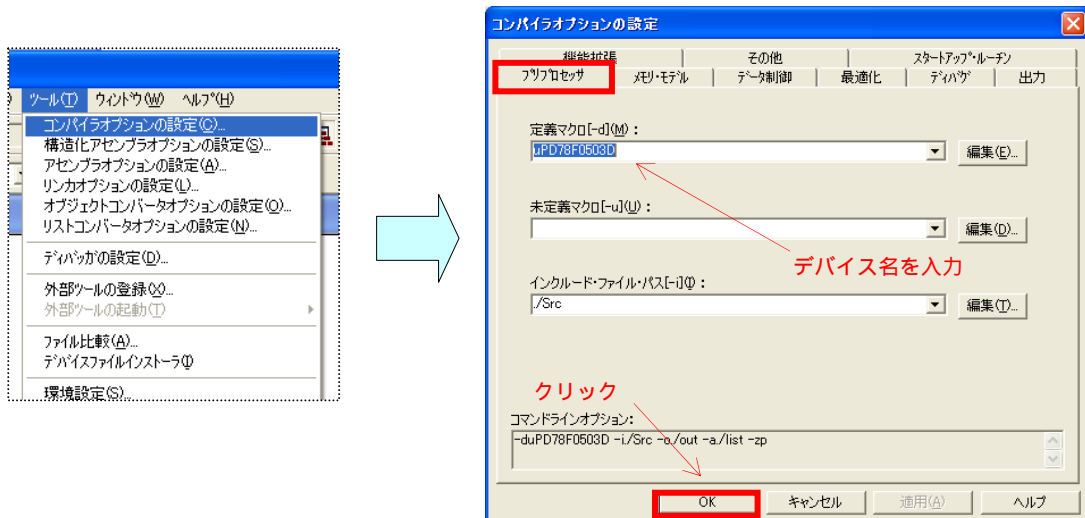 ツール(T) ウィンドウ(W) ヘルプ(H)
コンパイラオプションの設定(C)...
構造化アセンブラオプションの設定(S)...
アセンブラオプションの設定(A)...
リンカオプションの設定(L)...
オブジェクトコンバータオプションの設定(O)...
リストコンバータオプションの設定(N)...
ディバッガの設定(D)...
外部ツールの登録(X)...
外部ツールの起動(T)
ファイル比較(A)...
デバイスファイルインストーラ(I)
環境設定(S)...
コンパイラオプションの設定
機能拡張 その他 スタートアップ・ルーチン
プリプロセッサ メモリ・モデル データ制御 最適化 ディバッグ 出力
定義マクロ[-d](M)：
uPD78F0503D 編集(E)...
未定義マクロ[-u](U)：
編集(D)...
デバイス名を入力
インクルード・ファイル・パス[-i](I)：
./Src 編集(T)...
クリック
コマンドラインオプション：
-duPD78F0503D -i./Src -o./out -a./list -zp
OK キャンセル 適用(A) ヘルプ